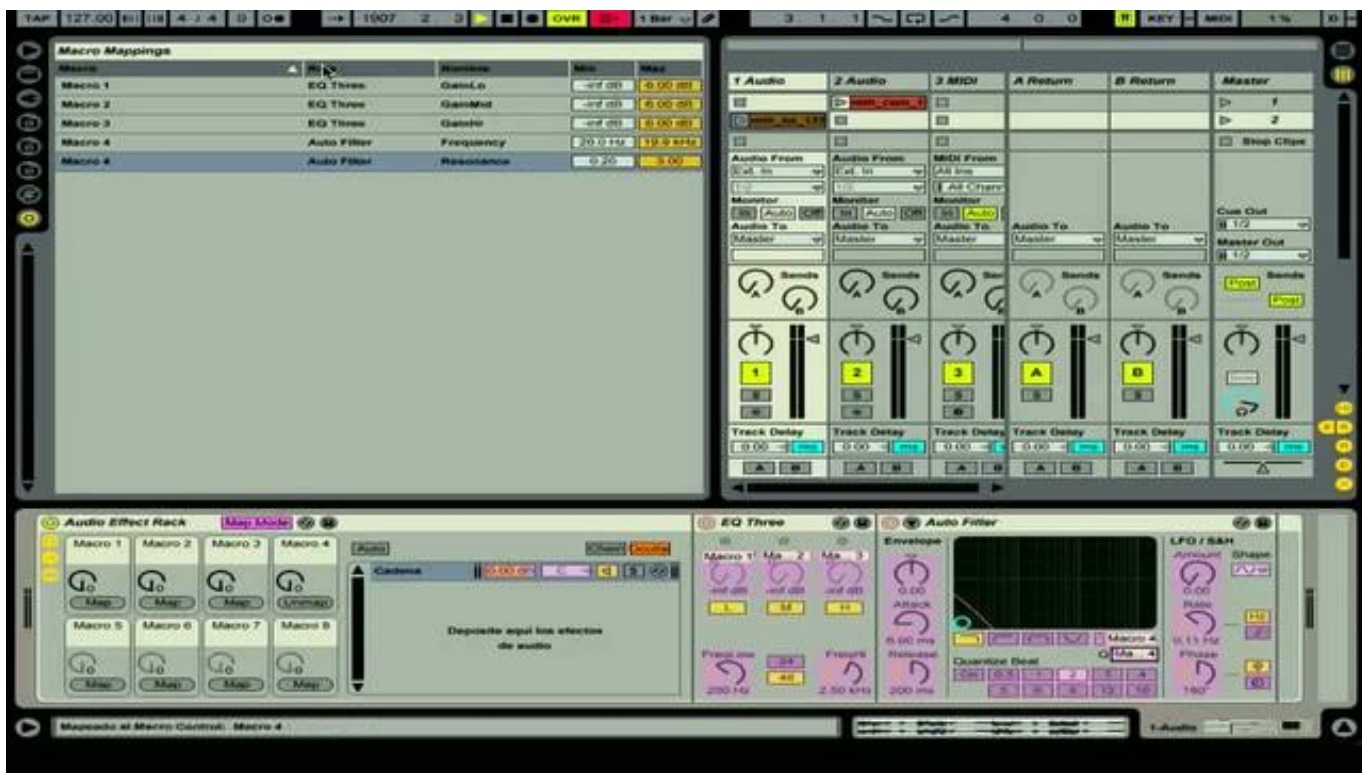 TAP 127.00 4 / 4 D 1907 2 3 OVR 1 Bar 3 1 1 4 0 0 KEY MIDI 1 % D
Macro Mappings
Macro Nombre Min Max
Macro 1 EQ Three GainLo -inf dB 6.00 dB
Macro 2 EQ Three GainMid -inf dB 6.00 dB
Macro 3 EQ Three GainHi -inf dB 6.00 dB
Macro 4 Auto Filter Frequency 20.0 Hz 19.9 kHz
Macro 4 Auto Filter Resonance 0.20 3.00
1 Audio 2 Audio 3 MIDI A Return B Return Master
1
2
Stop Clips
Audio From Audio From MIDI From
Ext. In Ext. In All Ins
1/2 1/2 All Chann
Monitor Monitor Monitor
In Auto Off In Auto Off In Auto
Cue Out
1/2
Audio To Audio To Audio To Audio To Audio To Master Out
Master Master Master Master Master 1/2
Sends Sends Sen Sends Sends Sends
A B A B A B A B A B Post Post
1 2 3 A B
S S S S S
Track Delay Track Delay Track Delay Track Delay Track Delay Track Delay
0.00 ms 0.00 ms 0.00 0.00 ms 0.00 ms 0.00 ms
A B A B A B A B A B
Audio Effect Rack Map Mode
Macro 1 Macro 2 Macro 3 Macro 4
0 0 0 0
Map Map Map Unmap
Macro 5 Macro 6 Macro 7 Macro 8
0 0 0 0
Map Map Map Map
Auto Chain Oculta
Cadena 0.00 dB C S
Deposite aquí los efectos
de audio
EQ Three
Macro 1 Ma... 2 Ma... 3
-inf dB -inf dB -inf dB
L M H
FreqLow 24 FreqHi
250 Hz 48 2.50 kHz
Auto Filter
Envelope
0.00
Attack
6.00 ms
Release
200 ms
Macro 4
Q Ma... 4
Quantize Beat
On 0.5 1 2 3 4
5 6 8 12 16
LFO / S&H
Amount Shape
0.00
Rate
0.11 Hz
Hz
Phase
180°
Mapeado al Macro Control: Macro 4
1-Audio